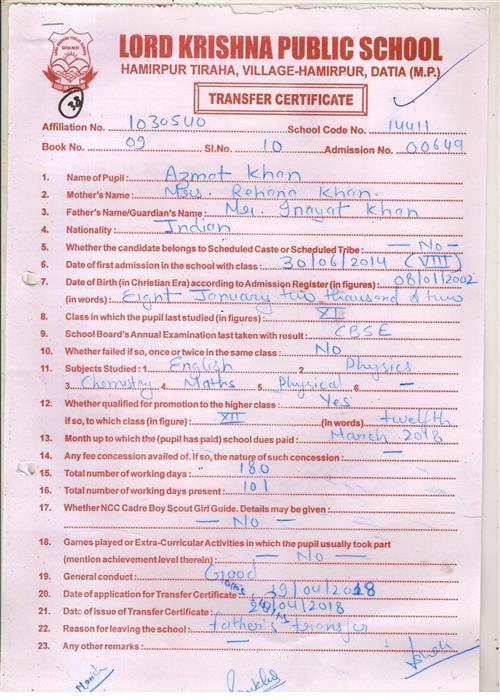 LORD KRISHNA PUBLIC SCHOOL
HAMIRPUR TIRAHA, VILLAGE-HAMIRPUR, DATIA (M.P.)
TRANSFER CERTIFICATE
Affiliation No. 1030540 School Code No. 14411
Book No. 09 Sl.No. 10 Admission No. 00649
1. Name of Pupil: Azmat Khan
2. Mother's Name: Mrs. Rehana Khan.
3. Father's Name/Guardian's Name: Mr. Inayat Khan
4. Nationality: Indian
5. Whether the candidate belongs to Scheduled Caste or Scheduled Tribe: — No —
6. Date of first admission in the school with class: 30/06/2014 (VIII)
7. Date of Birth (in Christian Era) according to Admission Register (in figures): 08/01/2002
(in words): Eight January two thousand & two
8. Class in which the pupil last studied (in figures): XI
9. School Board's Annual Examination last taken with result: CBSE
10. Whether failed if so, once or twice in the same class: No
11. Subjects Studied: 1. English 2. Physics
3. Chemistry 4. Maths 5. Physical 6. —
12. Whether qualified for promotion to the higher class: Yes
if so, to which class (in figure): XII (in words) twelfth
13. Month up to which the (pupil has paid) school dues paid: March 2018
14. Any fee concession availed of. If so, the nature of such concession: —
15. Total number of working days: 180
16. Total number of working days present: 101
17. Whether NCC Cadre Boy Scout Girl Guide. Details may be given:
— No —
18. Games played or Extra-Curricular Activities in which the pupil usually took part
(mention achievement level therein): — No —
19. General conduct: Good
20. Date of application for Transfer Certificate: 19/04/2018
21. Date of issue of Transfer Certificate: /04/2018
22. Reason for leaving the school: father's transfer
23. Any other remarks: —